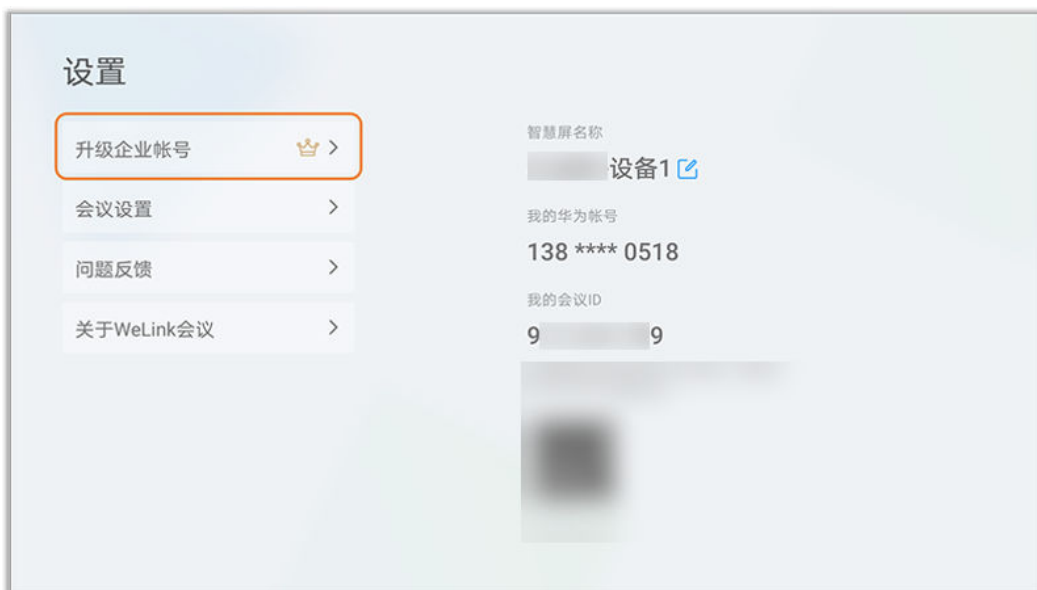 设置
升级企业帐号
会议设置
问题反馈
关于WeLink会议
智慧屏名称
设备1
我的华为帐号
138 **** 0518
我的会议ID
9 9